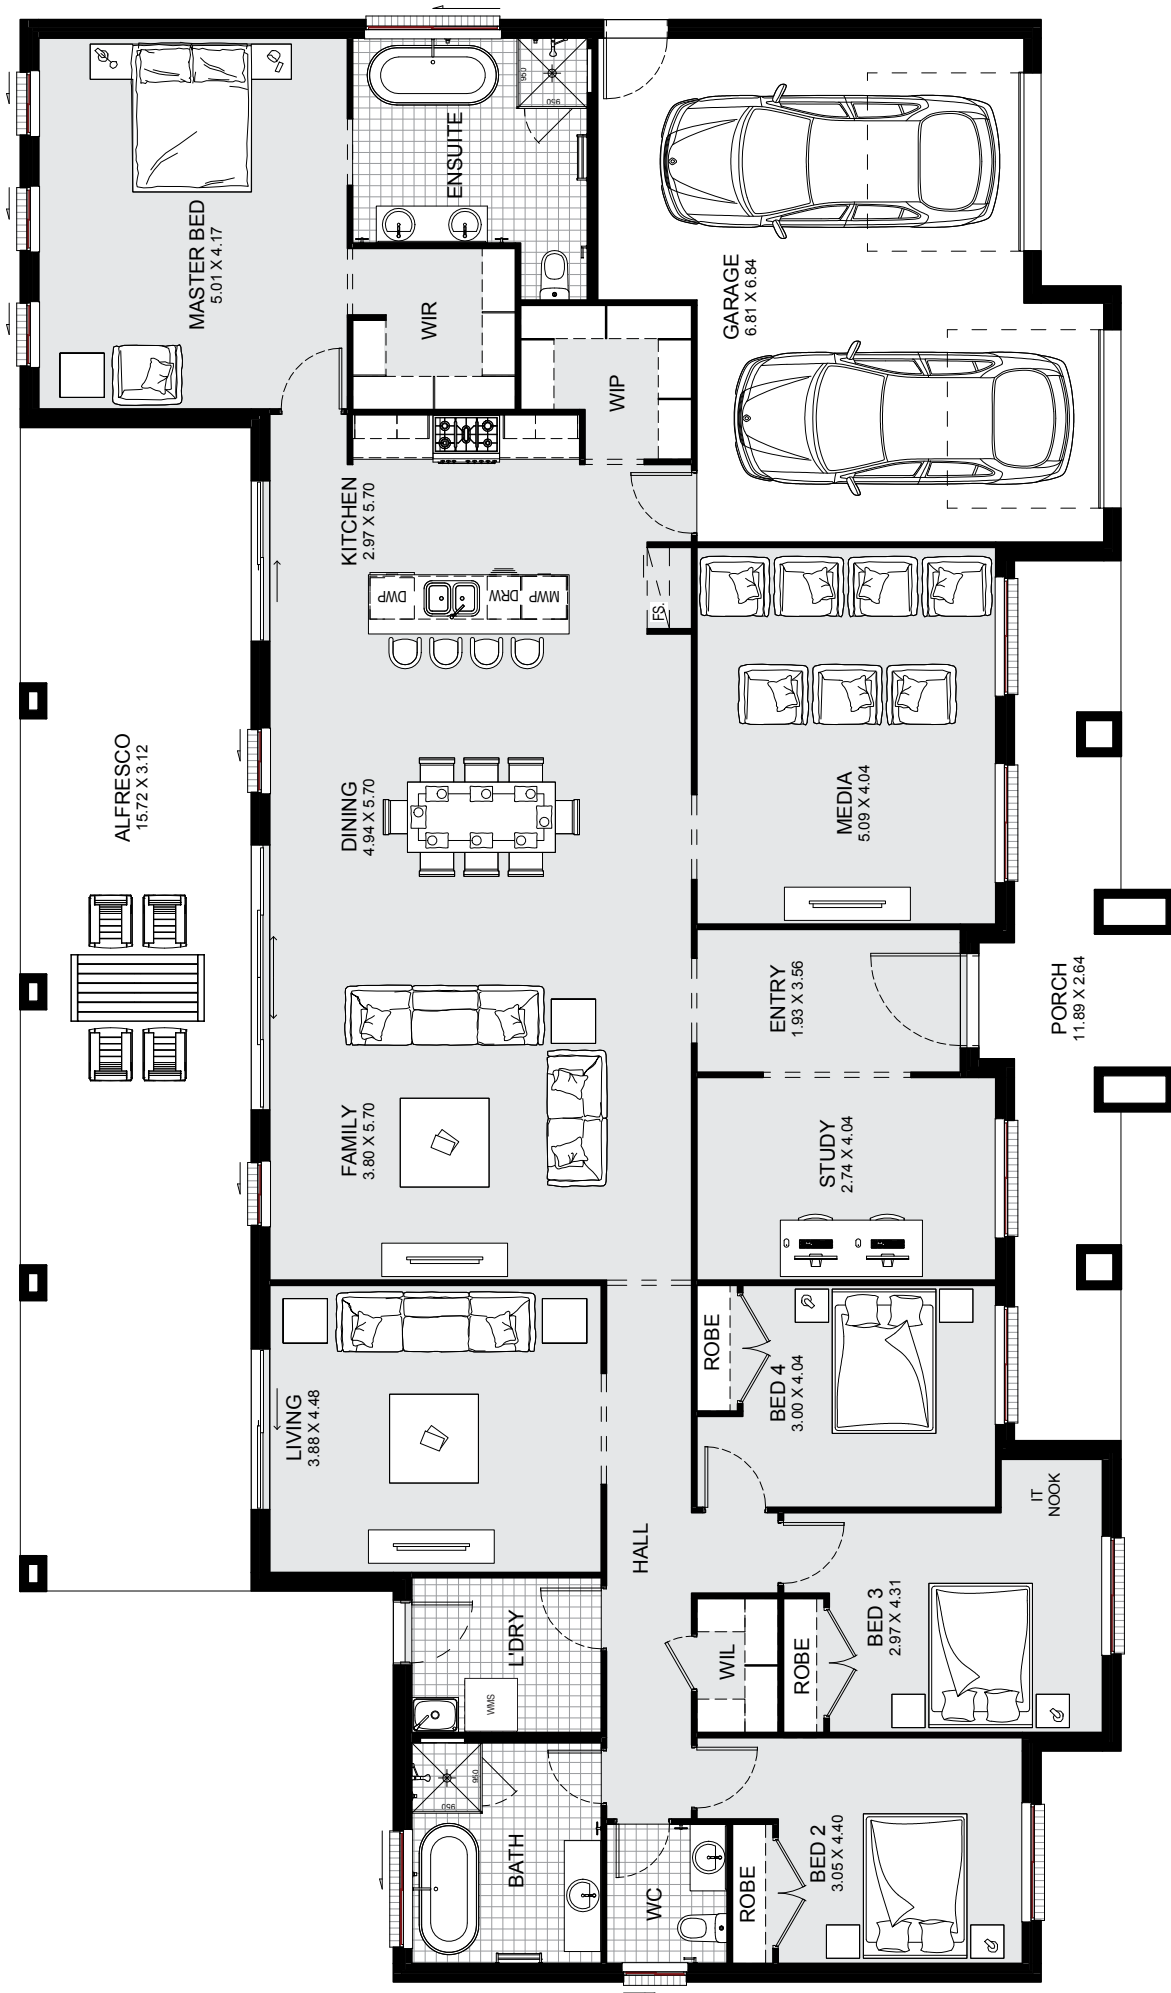 MASTER BED
5.01 X 4.17
ENSUITE
950
950
WIR
WIP
GARAGE
6.81 X 6.84
KITCHEN
2.97 X 5.70
DWP
DRW
MWP
FS.
ALFRESCO
15.72 X 3.12
DINING
4.94 X 5.70
MEDIA
5.09 X 4.04
ENTRY
1.93 X 3.56
PORCH
11.89 X 2.64
FAMILY
3.80 X 5.70
STUDY
2.74 X 4.04
LIVING
3.88 X 4.48
ROBE
BED 4
3.00 X 4.04
IT
NOOK
HALL
L'DRY
WMS
WIL
ROBE
BED 3
2.97 X 4.31
950
950
BATH
WC
ROBE
BED 2
3.05 X 4.40